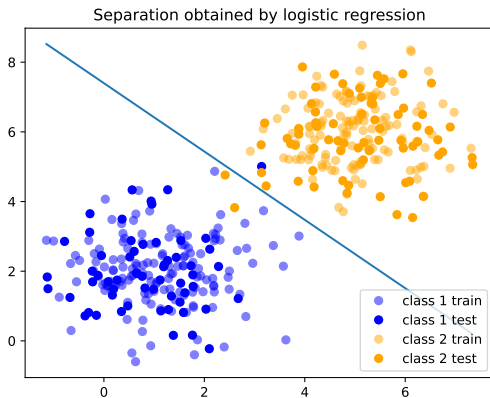 Separation obtained by logistic regression
8
6
4
2
0
0
2
4
6
class 1 train
class 1 test
class 2 train
class 2 test